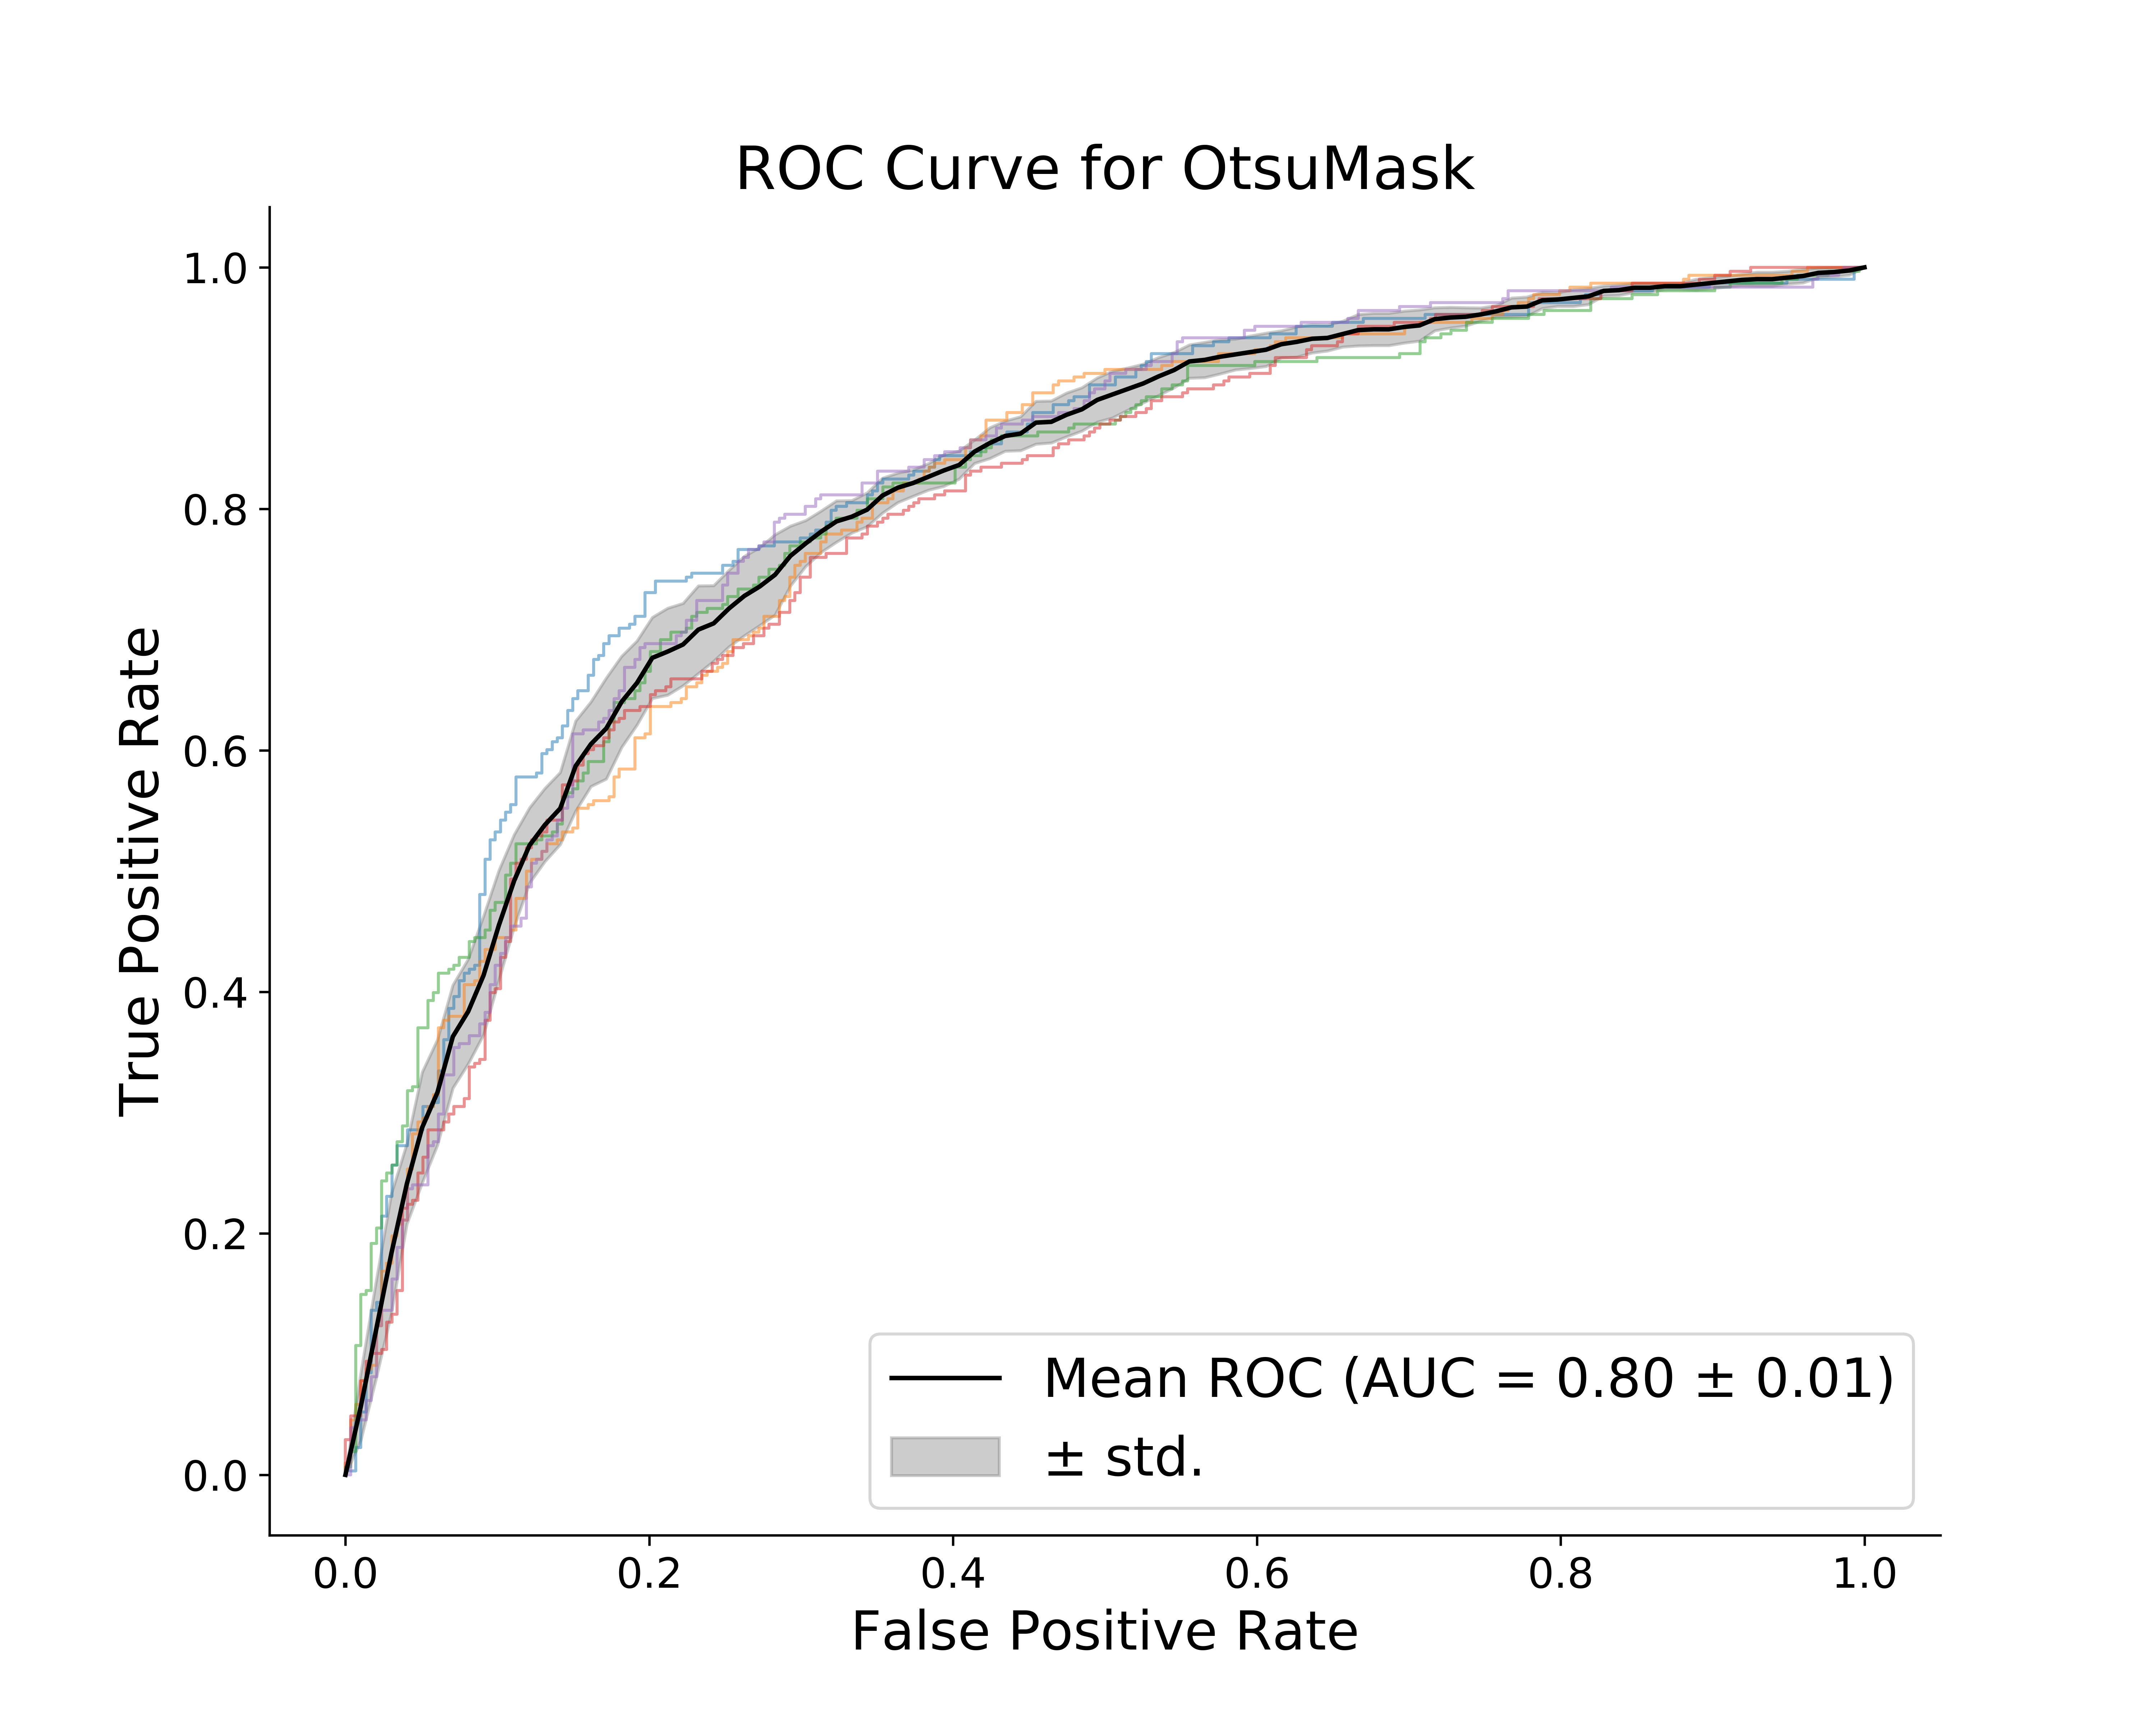 ROC Curve for OtsuMask
True Positive Rate
1.0
0.8
0.6
0.4
0.2
0.0
0.0 0.2 0.4 0.6 0.8 1.0
False Positive Rate
Mean ROC (AUC = 0.80 ± 0.01)
± std.